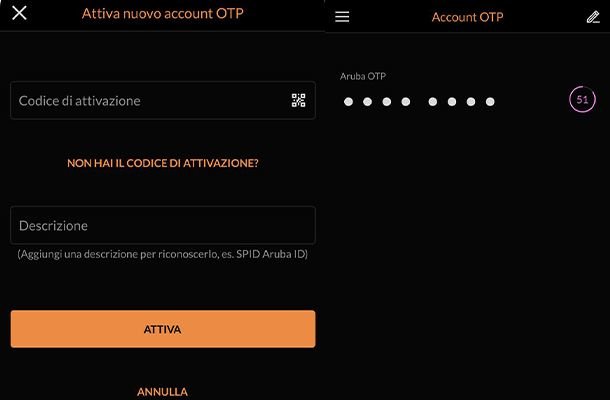 Attiva nuovo account OTP
Codice di attivazione
NON HAI IL CODICE DI ATTIVAZIONE?
Descrizione
(Aggiungi una descrizione per riconoscerlo, es. SPID Aruba ID)
ATTIVA
ANNULLA
Account OTP
Aruba OTP
51